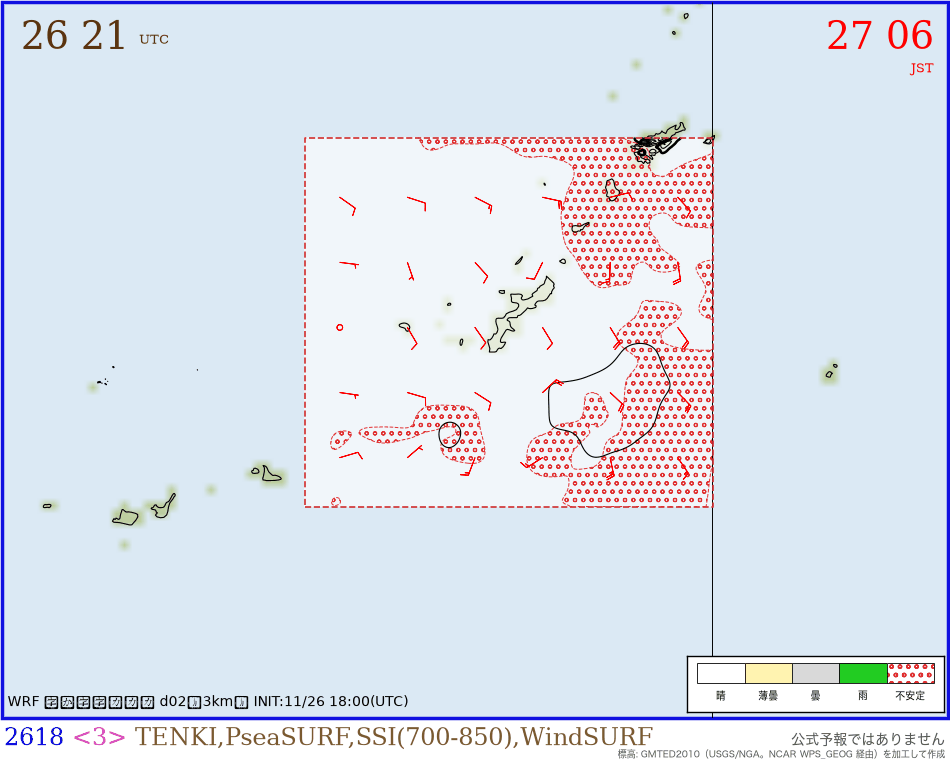 26 21 UTC
27 06
JST
晴 薄曇 曇 雨 不安定
WRF d02 3km INIT:11/26 18:00(UTC)
2618 <3> TENKI,PseaSURF,SSI(700-850),WindSURF
公式予報ではありません
標高: GMTED2010（USGS/NGA。NCAR WPS_GEOG 経由）を加工して作成